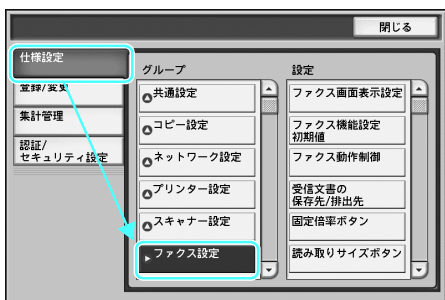 閉じる
仕様設定
登録/変更
集計管理
認証/
セキュリティ設定
グループ
共通設定
コピー設定
ネットワーク設定
プリンター設定
スキャナー設定
ファクス設定
設定
ファクス画面表示設定
ファクス機能設定
初期値
ファクス動作制御
受信文書の
保存先/排出先
固定倍率ボタン
読み取りサイズボタン